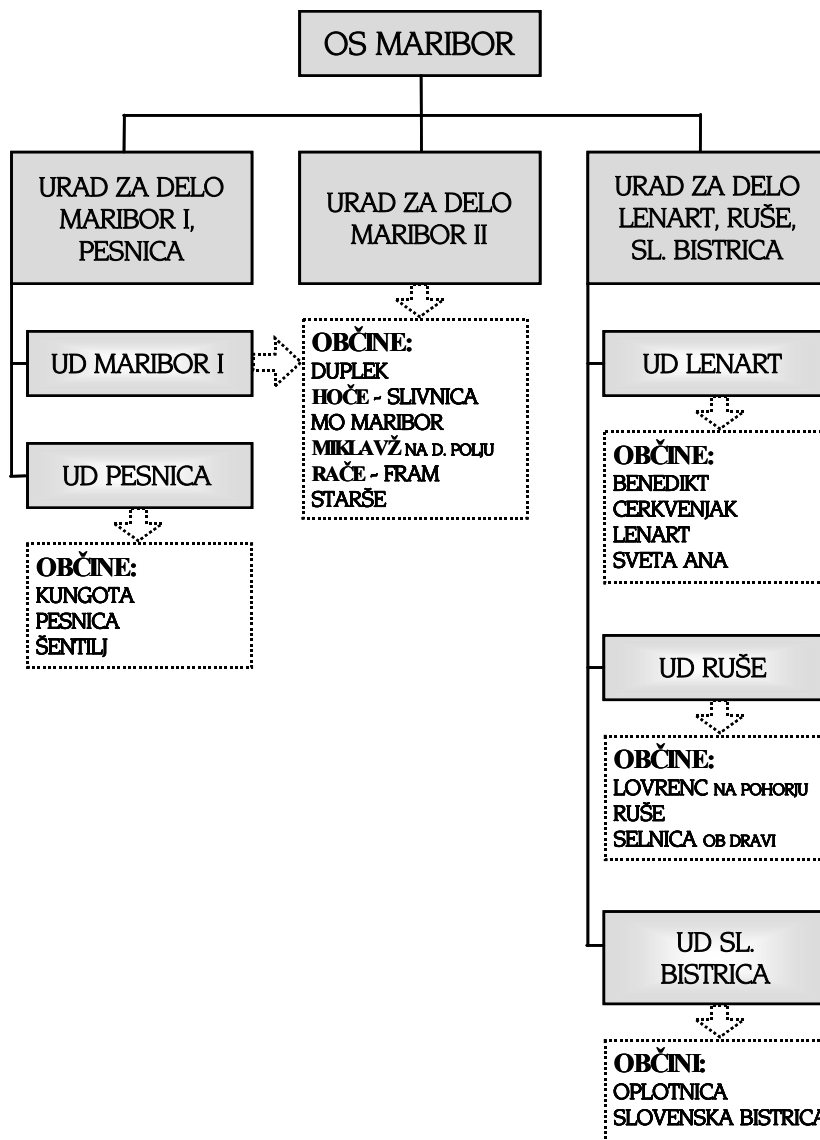 OS MARIBOR
URAD ZA DELO
MARIBOR I,
PESNICA
URAD ZA DELO
MARIBOR II
URAD ZA DELO
LENART, RUŠE,
SL. BISTRICA
UD MARIBOR I
UD PESNICA
OBČINE:
KUNGOTA
PESNICA
ŠENTILJ
OBČINE:
DUPLEK
HOČE - SLIVNICA
MO MARIBOR
MIKLAVŽ NA D. POLJU
RAČE - FRAM
STARŠE
UD LENART
OBČINE:
BENEDIKT
CERKVENJAK
LENART
SVETA ANA
UD RUŠE
OBČINE:
LOVRENC NA POHORJU
RUŠE
SELNICA OB DRAVI
UD SL.
BISTRICA
OBČINI:
OPLOTNICA
SLOVENSKA BISTRICA